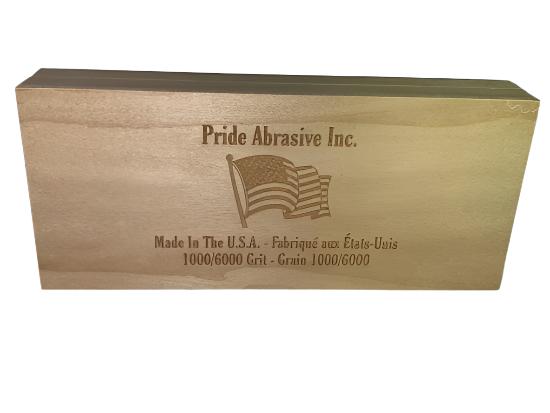 Pride Abrasive Inc.
Made In The U.S.A. - Fabriqué aux États-Unis
1000/6000 Grit - Grain 1000/6000